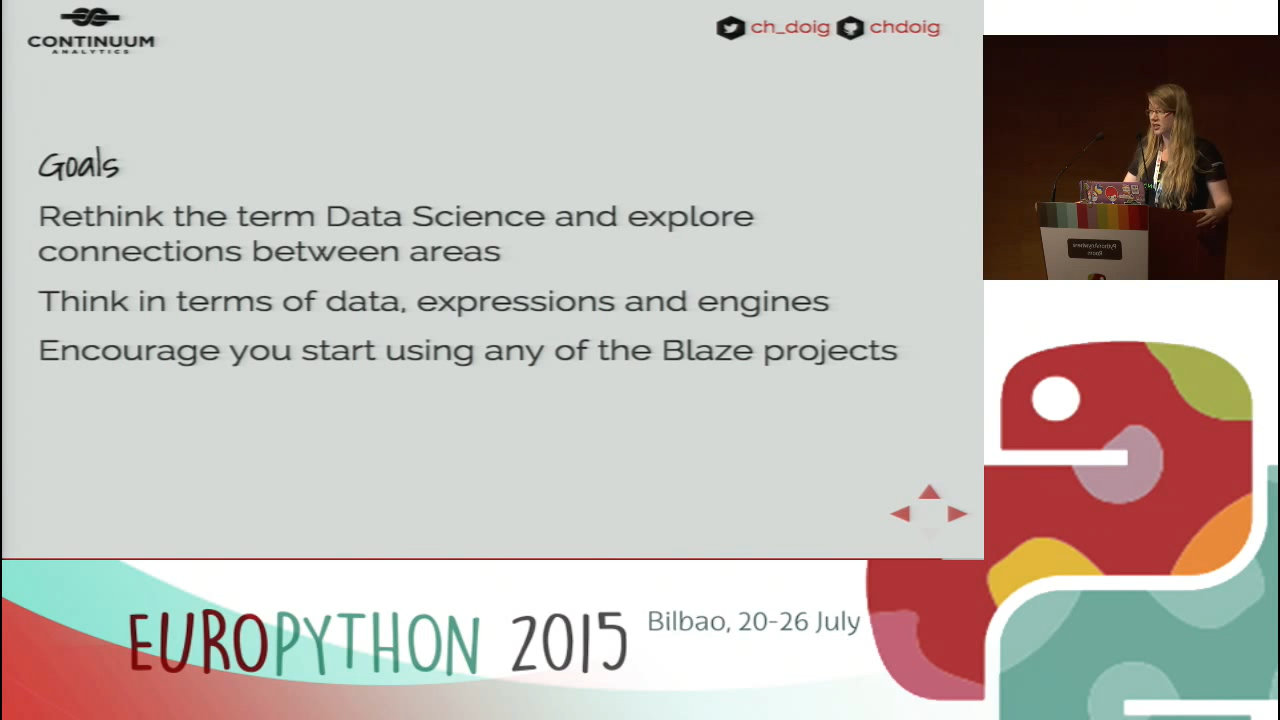 CONTINUUM
ANALYTICS
ch_doig chdoig
Goals
Rethink the term Data Science and explore
connections between areas
Think in terms of data, expressions and engines
Encourage you start using any of the Blaze projects
PythonAnywhere
Room
EUROPYTHON 2015
Bilbao, 20-26 July